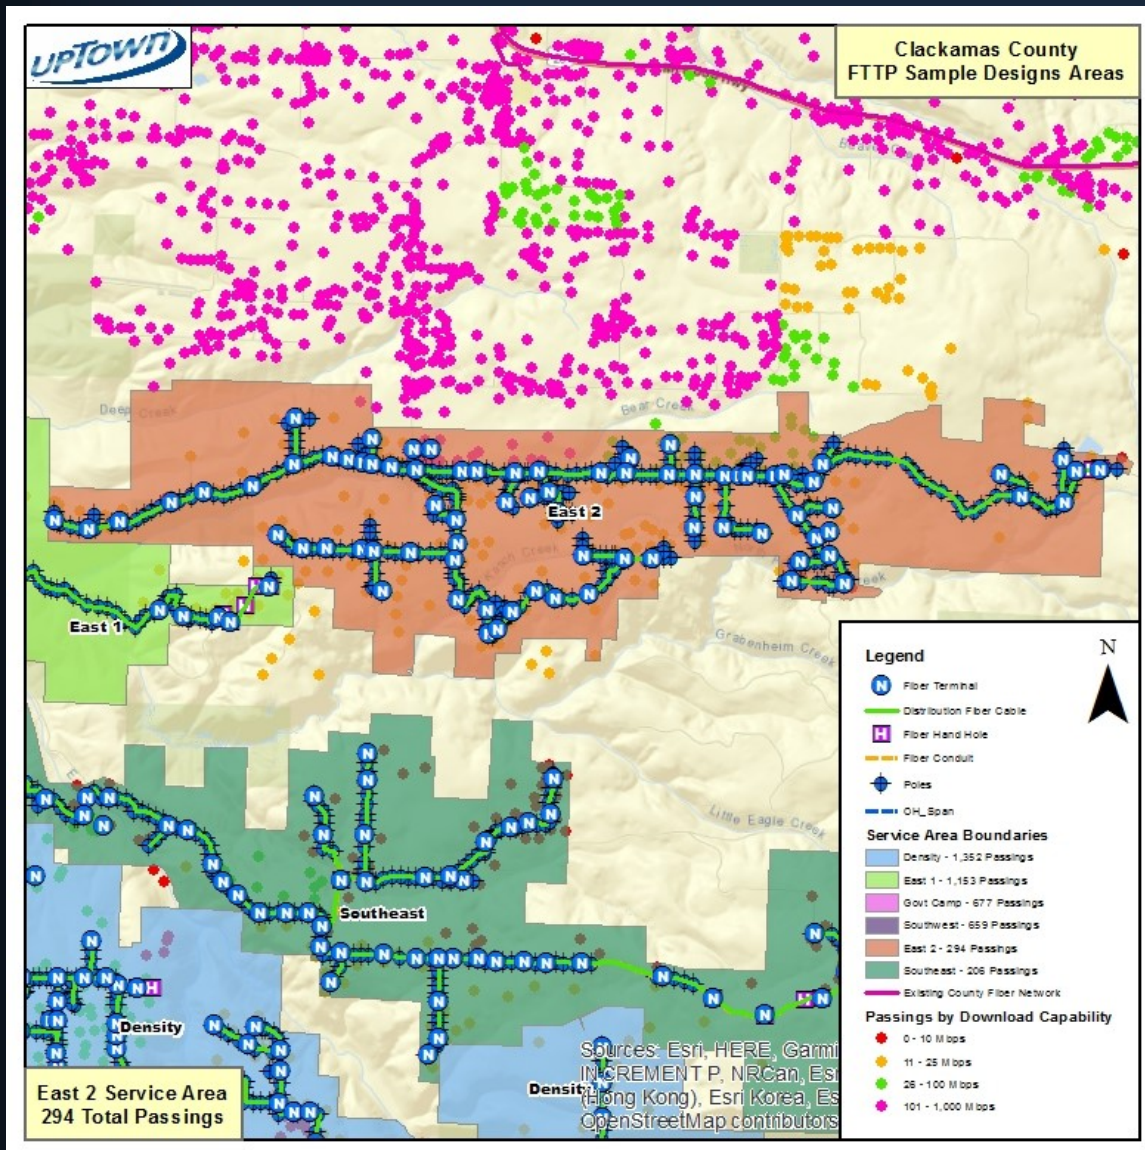 upTown
Clackamas County
FTTP Sample Designs Areas
Deep Creek
Bear Creek
East 2
East 1
Grabenheim Creek
Little Eagle Creek
Southeast
Density
Density
N
Legend
N Fiber Terminal
Distribution Fiber Cable
H Fiber Hand Hole
Fiber Conduit
Poles
OH_Span
Service Area Boundaries
Density - 1,352 Passings
East 1 - 1,153 Passings
Govt Camp - 677 Passings
Southwest - 659 Passings
East 2 - 294 Passings
Southeast - 206 Passings
Existing County Fiber Network
Passings by Download Capability
0 - 10 Mbps
11 - 25 Mbps
26 - 100 Mbps
101 - 1,000 Mbps
Sources: Esri, HERE, Garmi
INCREMENT P, NRCan, Esr
(Hong Kong), Esri Korea, Es
OpenStreetMap contributors
East 2 Service Area
294 Total Passings